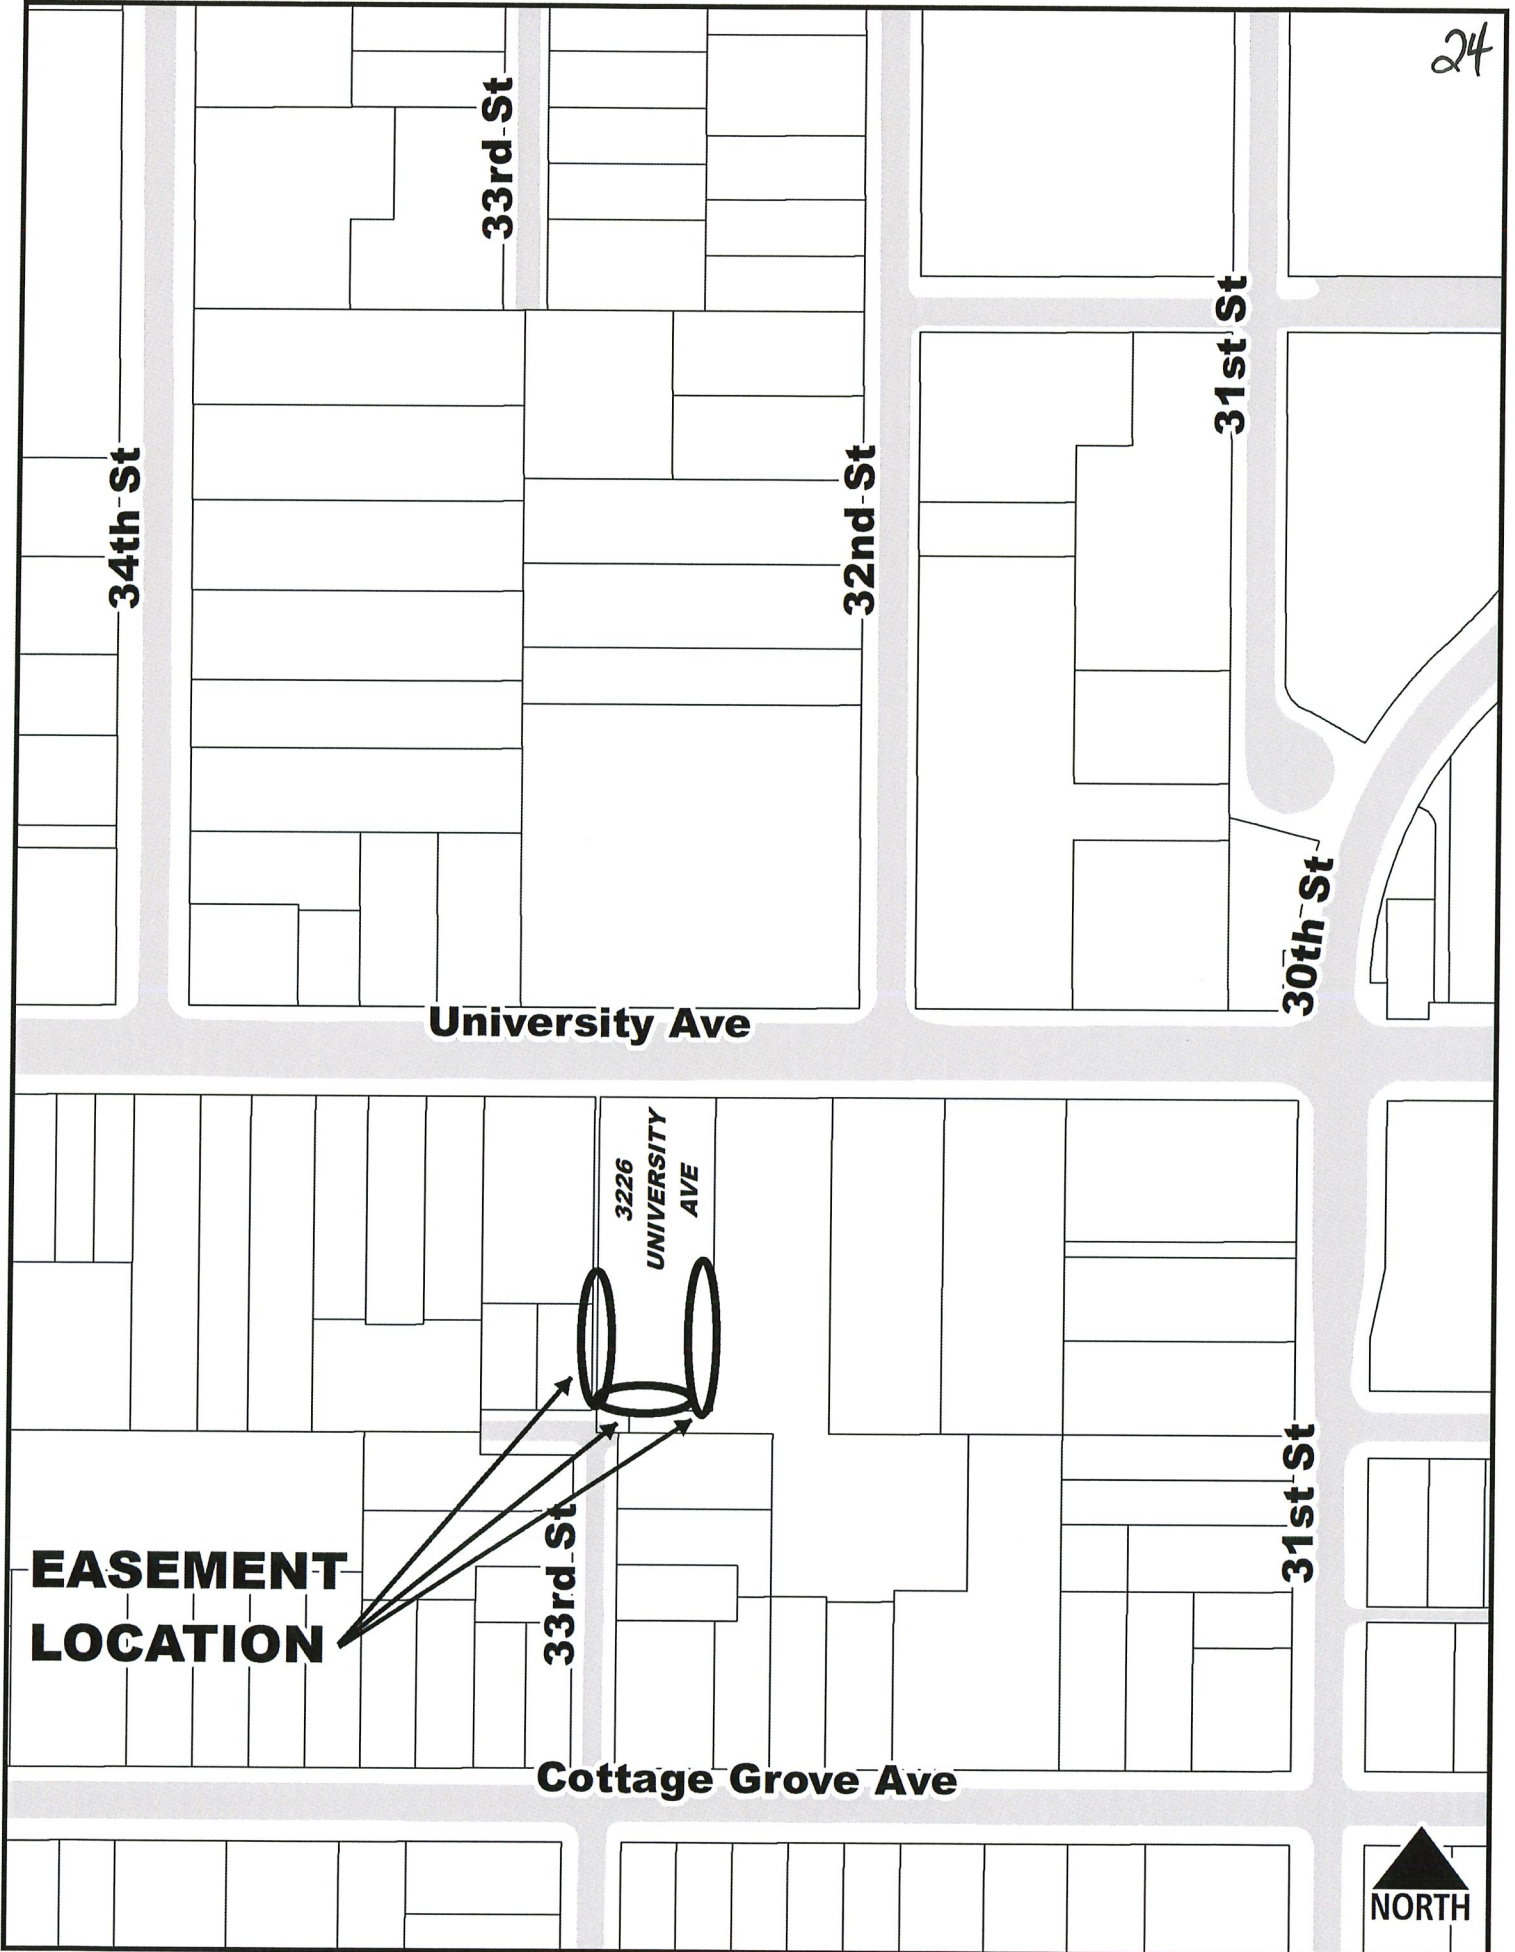 24
33rd St
31st St
34th St
32nd St
30th St
University Ave
3226
UNIVERSITY
AVE
31st St
33rd St
EASEMENT
LOCATION
Cottage Grove Ave
NORTH